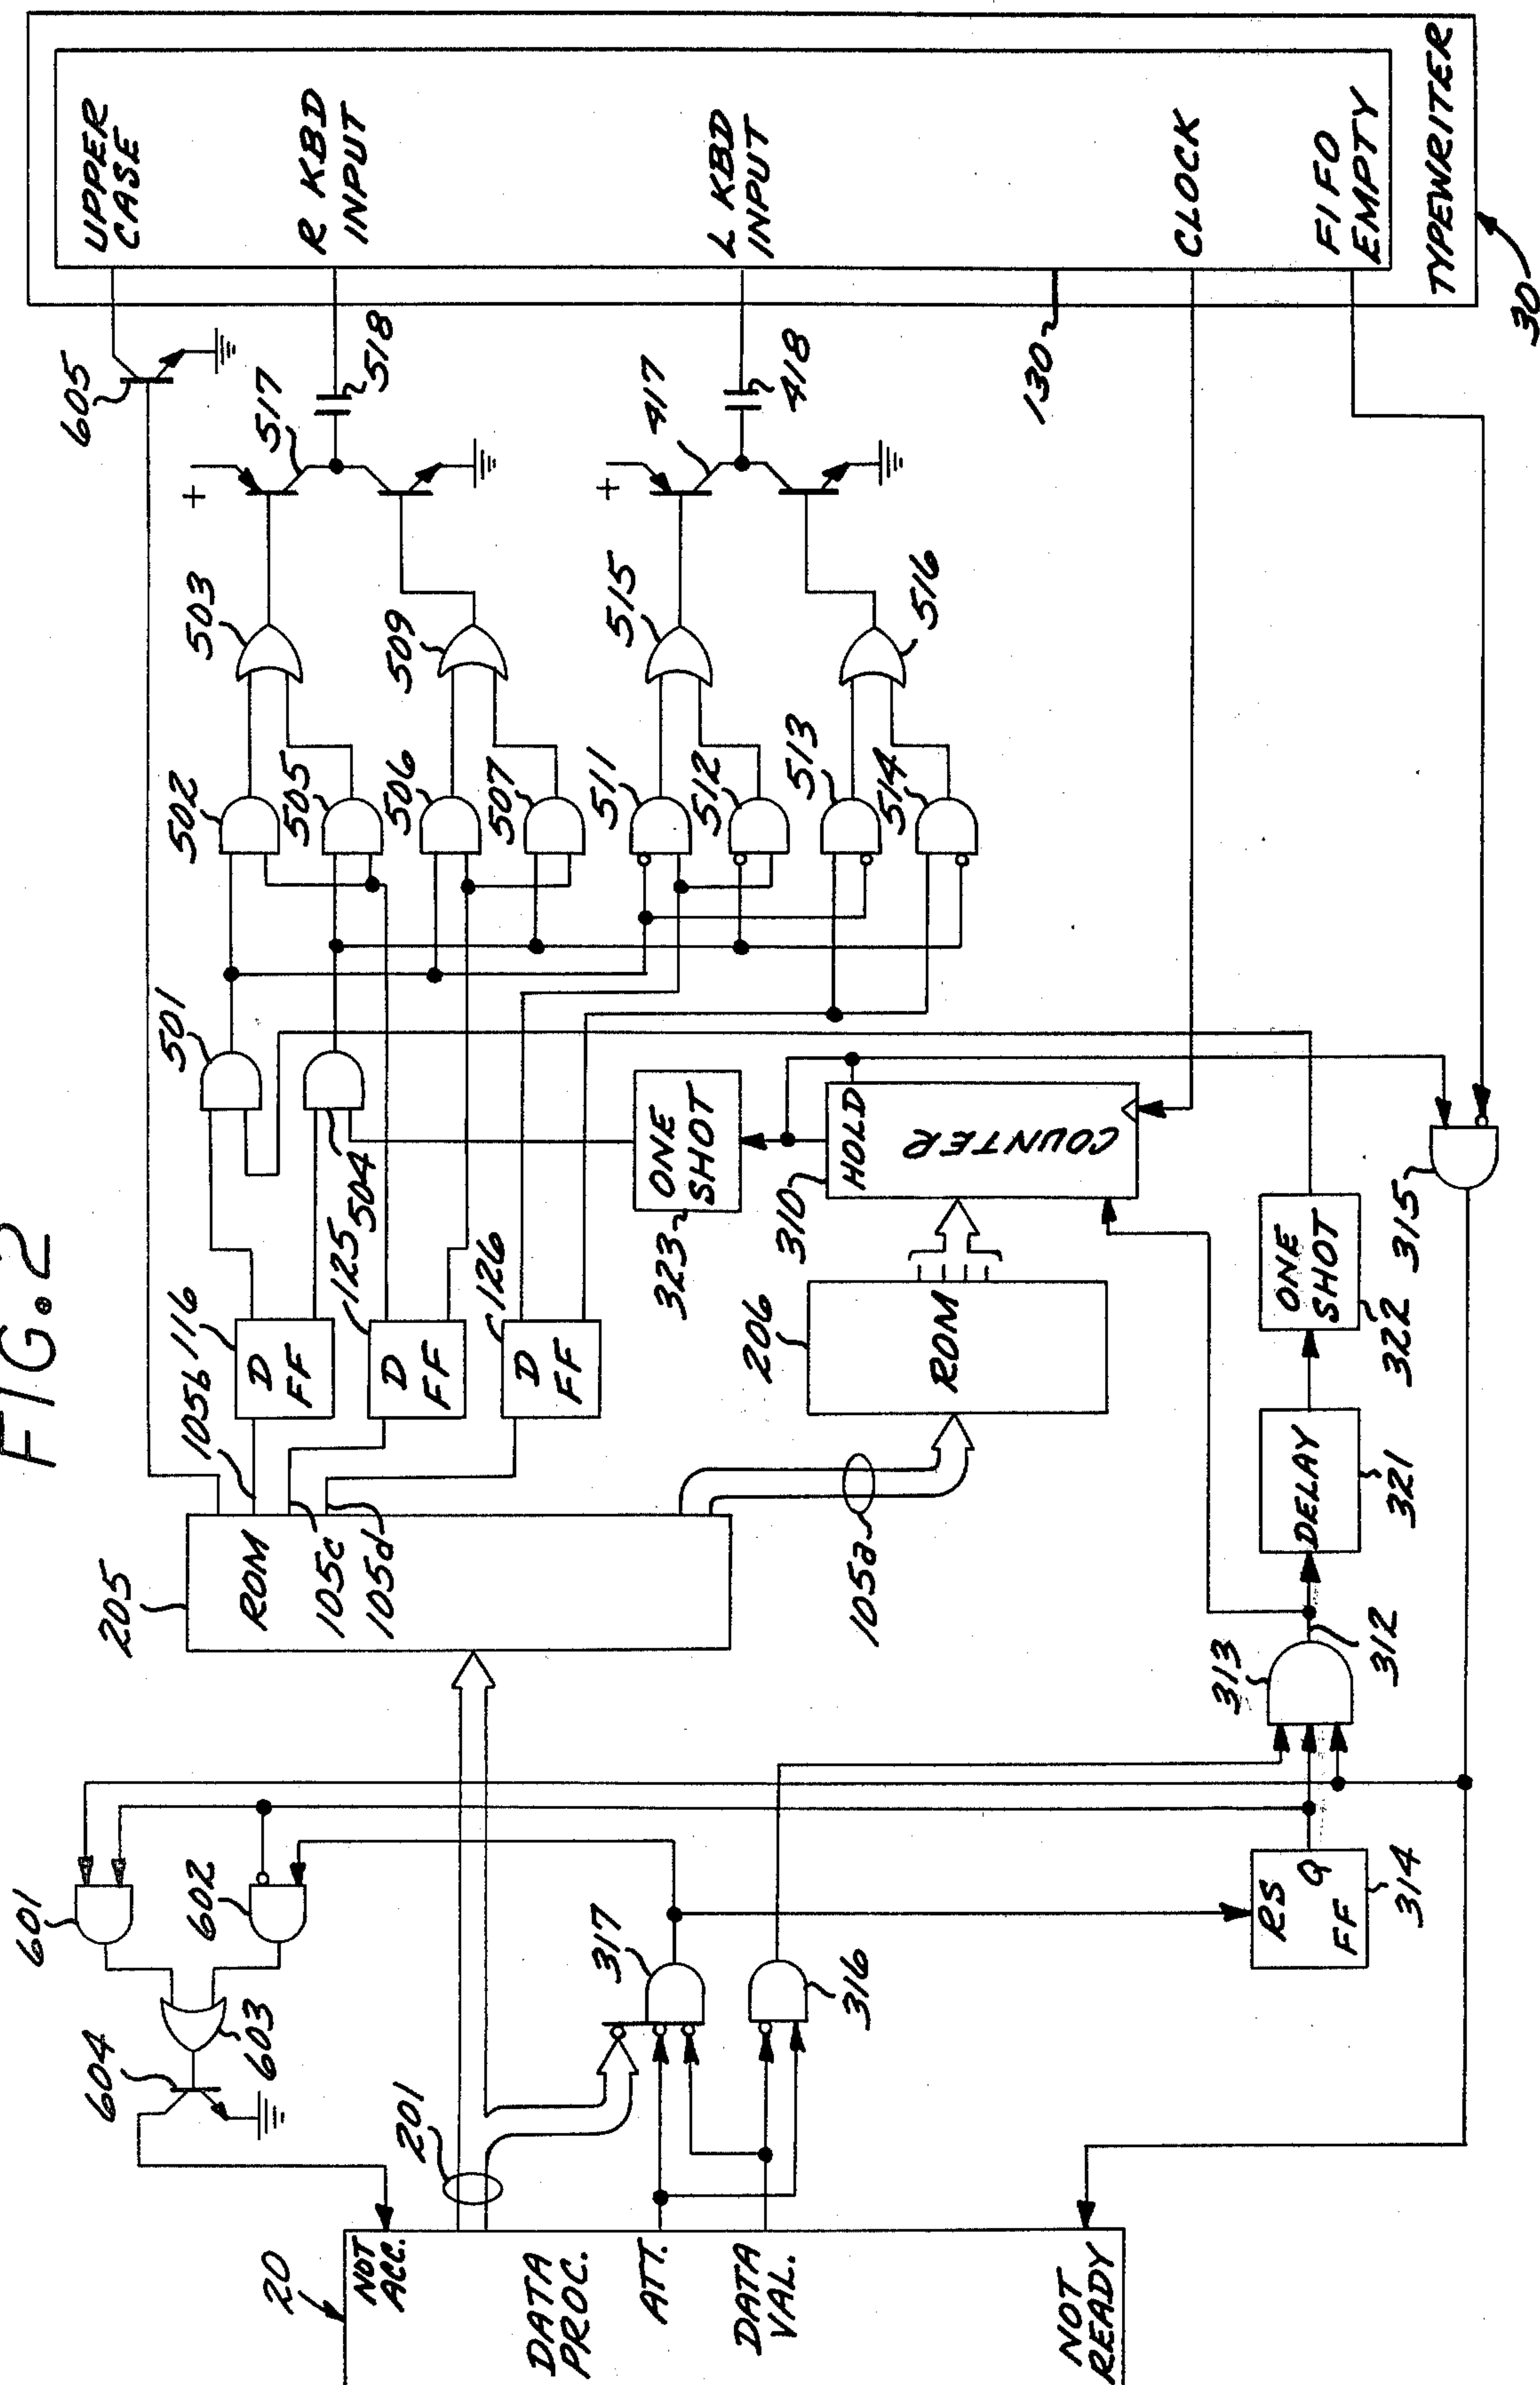 FIG. 2
20
NOT
ACC.
DATA
PROC.
ATT.
DATA
VAL.
NOT
READY
604
603
601
602
201
317
316
RS
Q
FF
314
313
312
205
ROM
105c
105d
105b
105a
116
D
FF
125
D
FF
126
D
FF
206
ROM
DELAY
321
ONE
SHOT
322
315
501
504
ONE
SHOT
323
310
HOLD
COUNTER
502
505
506
507
511
512
513
514
503
509
515
516
605
+
517
518
+
417
418
130
UPPER
CASE
R KBD
INPUT
L KBD
INPUT
CLOCK
FIFO
EMPTY
TYPEWRITER
30